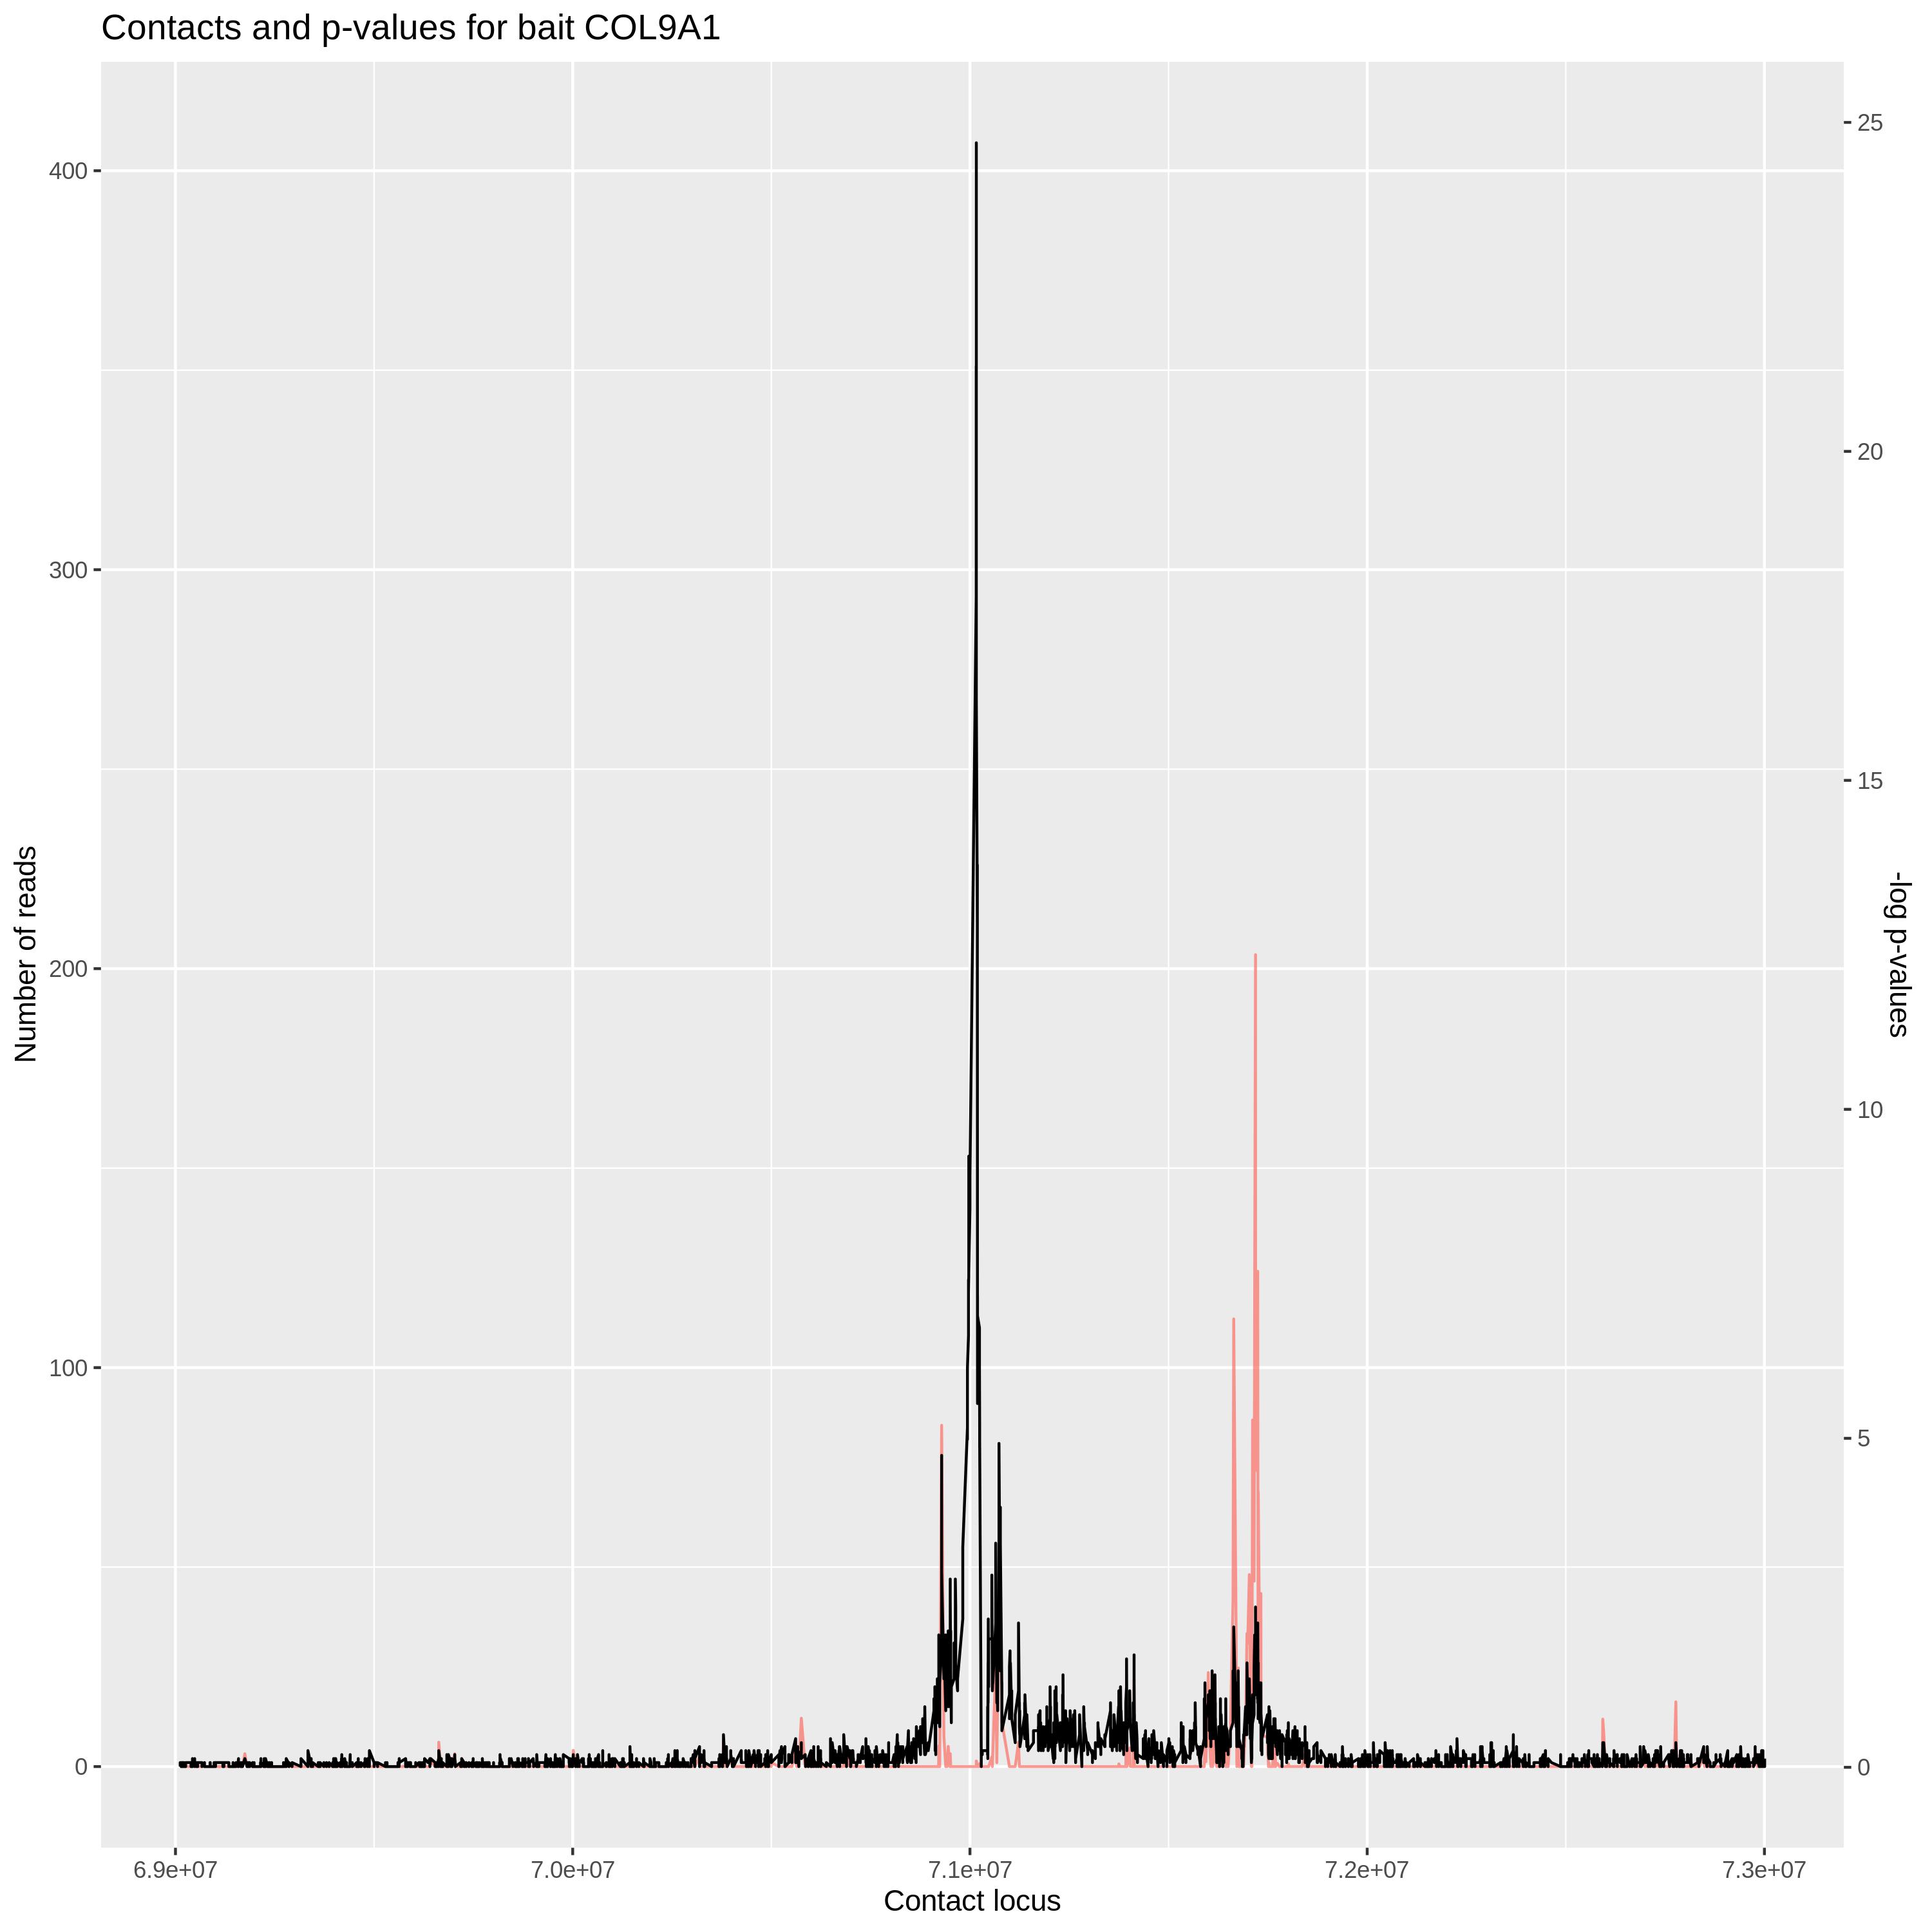 Contacts and p-values for bait COL9A1
Number of reads
400
300
200
100
0
25
20
15
10
5
0
-log p-values
6.9e+07 7.0e+07 7.1e+07 7.2e+07 7.3e+07
Contact locus